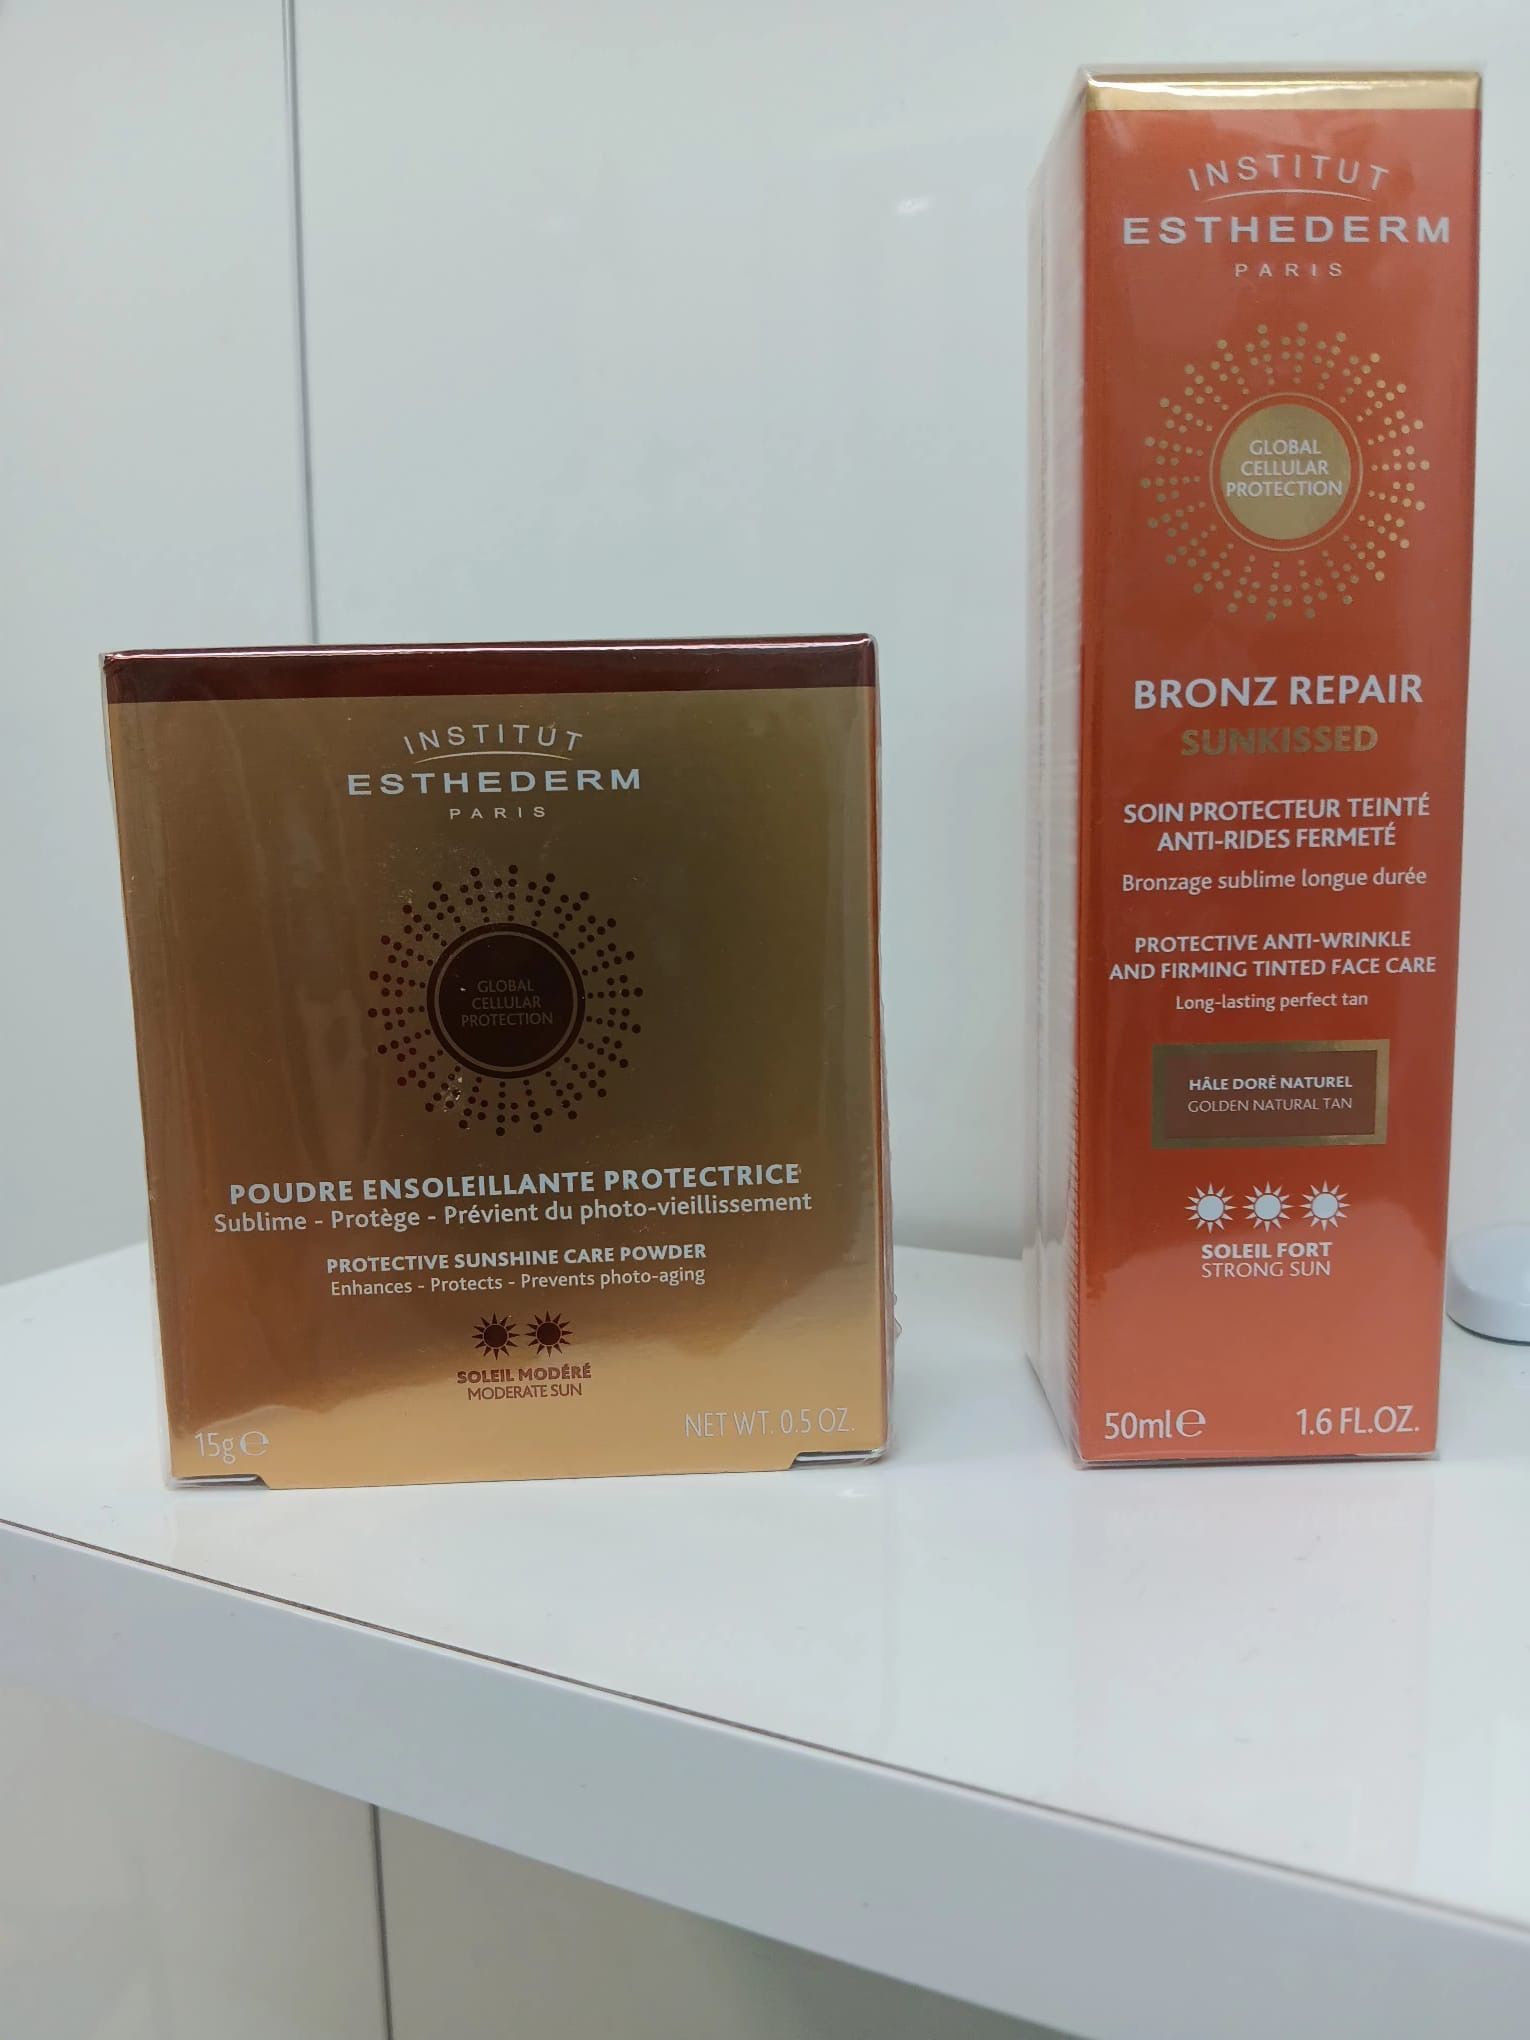 INSTITUT
ESTHEDERM
PARIS
GLOBAL
CELLULAR
PROTECTION
POUDRE ENSOLEILLANTE PROTECTRICE
Sublime - Protège - Prévient du photo-vieillissement
PROTECTIVE SUNSHINE CARE POWDER
Enhances - Protects - Prevents photo-aging
SOLEIL MODÉRÉ
MODERATE SUN
15g℮
NET WT. 0.5 OZ.
INSTITUT
ESTHEDERM
PARIS
GLOBAL
CELLULAR
PROTECTION
BRONZ REPAIR
SUNKISSED
SOIN PROTECTEUR TEINTÉ
ANTI-RIDES FERMETÉ
Bronzage sublime longue durée
PROTECTIVE ANTI-WRINKLE
AND FIRMING TINTED FACE CARE
Long-lasting perfect tan
HÂLE DORÉ NATUREL
GOLDEN NATURAL TAN
SOLEIL FORT
STRONG SUN
50ml℮
1.6 FL.OZ.